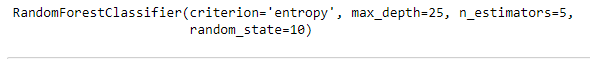 RandomForestClassifier(criterion='entropy', max_depth=25, n_estimators=5,
random_state=10)